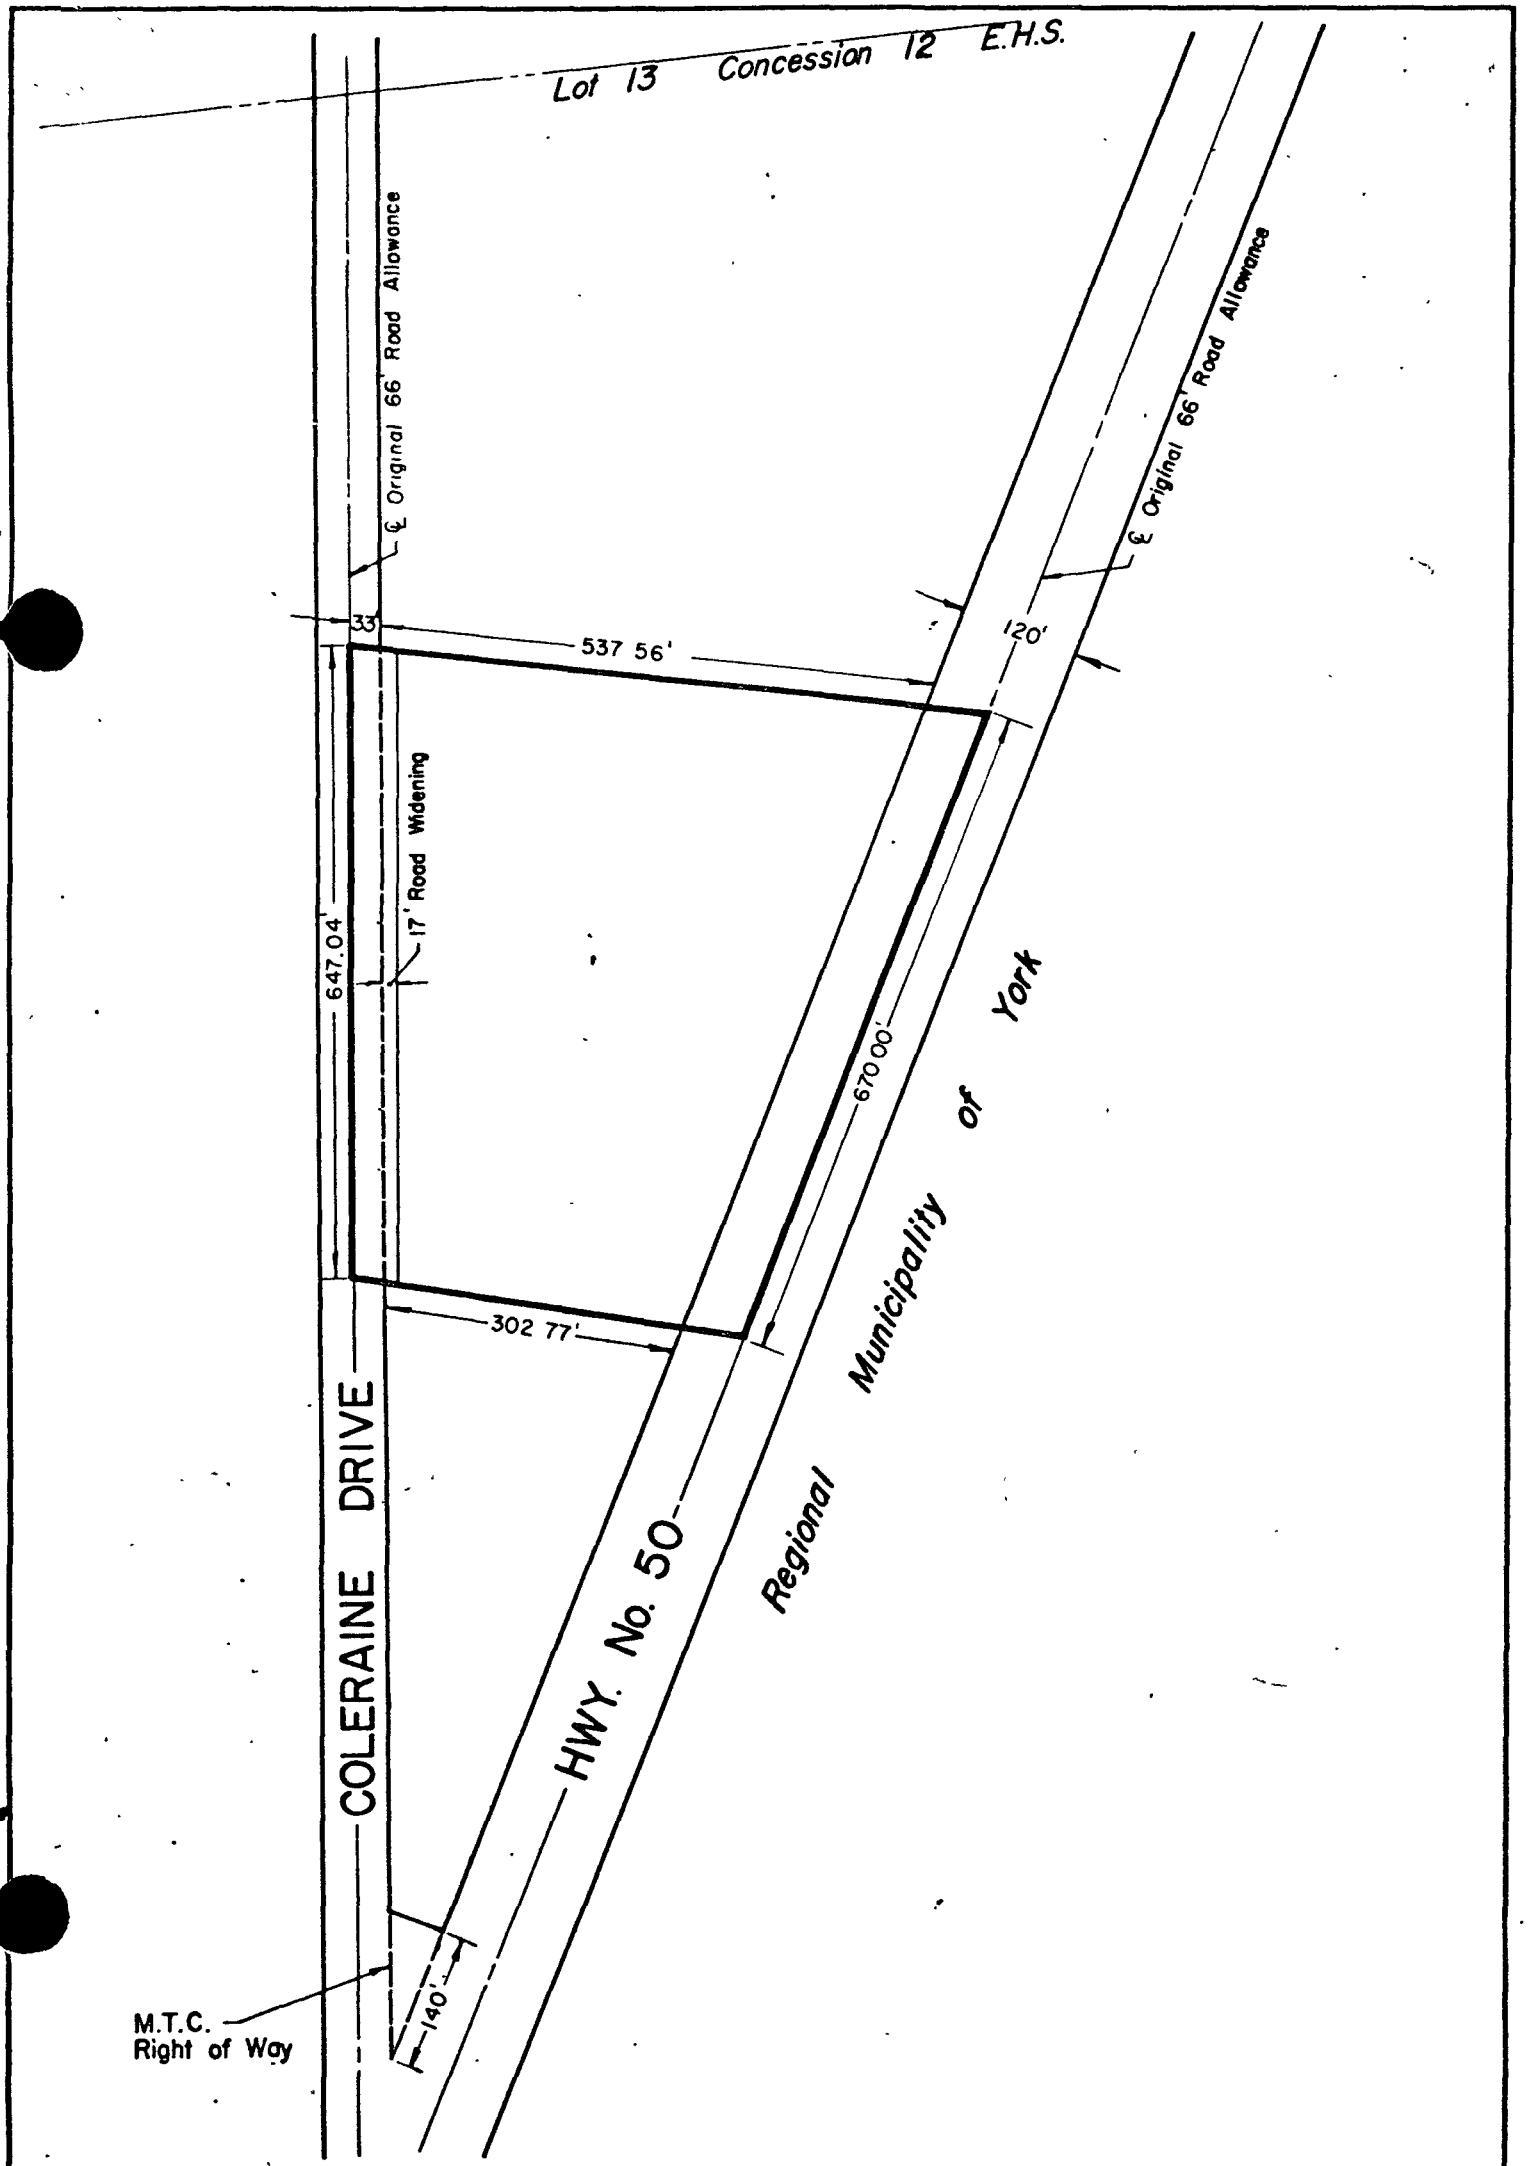 Lot 13 Concession 12 E.H.S.
℄ Original 66' Road Allowance
℄ Original 66' Road Allowance
33'
537 56'
120'
17' Road Widening
647.04'
670 00'
302 77'
Regional Municipality of York
COLERAINE DRIVE
HWY. No. 50
140'
M.T.C.
Right of Way